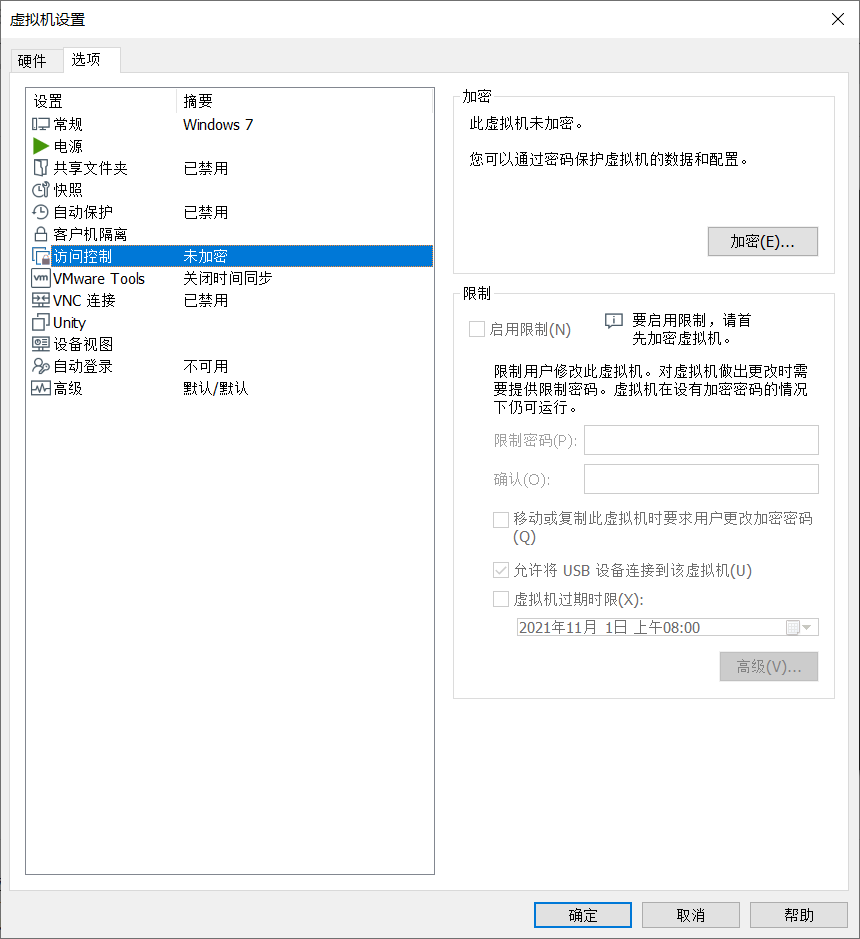 虚拟机设置
硬件 选项
设置 摘要
常规 Windows 7
电源
共享文件夹 已禁用
快照
自动保护 已禁用
客户机隔离
访问控制 未加密
vm VMware Tools 关闭时间同步
VNC 连接 已禁用
Unity
设备视图
自动登录 不可用
高级 默认/默认
加密
此虚拟机未加密。
您可以通过密码保护虚拟机的数据和配置。
加密(E)...
限制
启用限制(N)
要启用限制，请首
先加密虚拟机。
限制用户修改此虚拟机。对虚拟机做出更改时需
要提供限制密码。虚拟机在设有加密密码的情况
下仍可运行。
限制密码(P):
确认(O):
移动或复制此虚拟机时要求用户更改加密密码
(Q)
允许将 USB 设备连接到该虚拟机(U)
虚拟机过期时限(X):
2021年11月 1日 上午08:00
高级(V)...
确定 取消 帮助